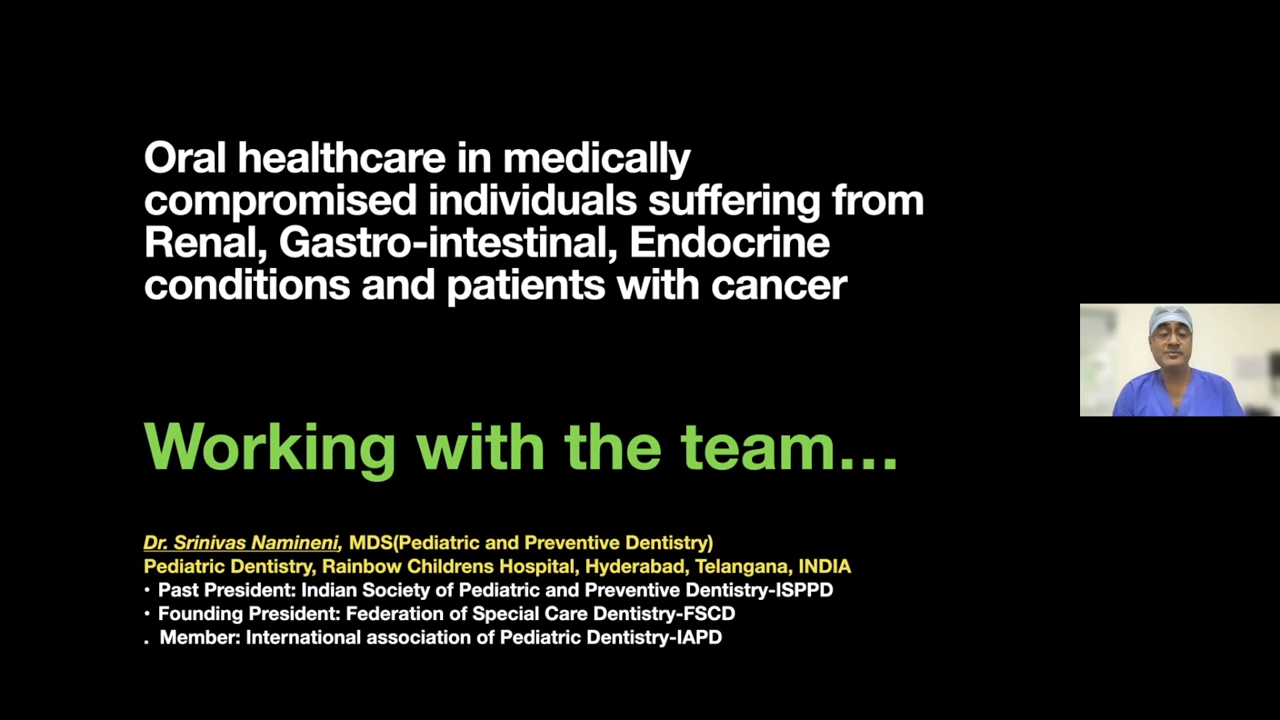 Oral healthcare in medically
compromised individuals suffering from
Renal, Gastro-intestinal, Endocrine
conditions and patients with cancer
Working with the team...
Dr. Srinivas Namineni, MDS(Pediatric and Preventive Dentistry)
Pediatric Dentistry, Rainbow Childrens Hospital, Hyderabad, Telangana, INDIA
• Past President: Indian Society of Pediatric and Preventive Dentistry-ISPPD
• Founding President: Federation of Special Care Dentistry-FSCD
. Member: International association of Pediatric Dentistry-IAPD